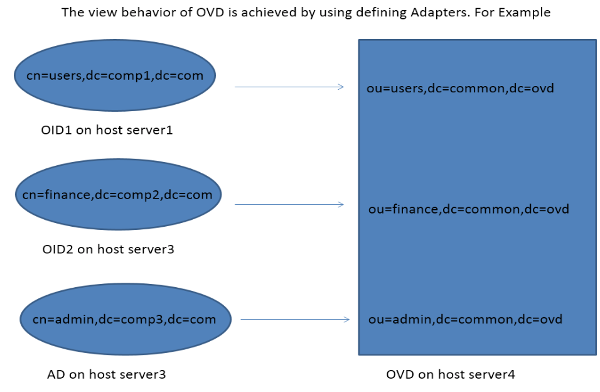 The view behavior of OVD is achieved by using defining Adapters. For Example
cn=users,dc=comp1,dc=com
ou=users,dc=common,dc=ovd
OID1 on host server1
cn=finance,dc=comp2,dc=com
ou=finance,dc=common,dc=ovd
OID2 on host server3
cn=admin,dc=comp3,dc=com
ou=admin,dc=common,dc=ovd
AD on host server3
OVD on host server4